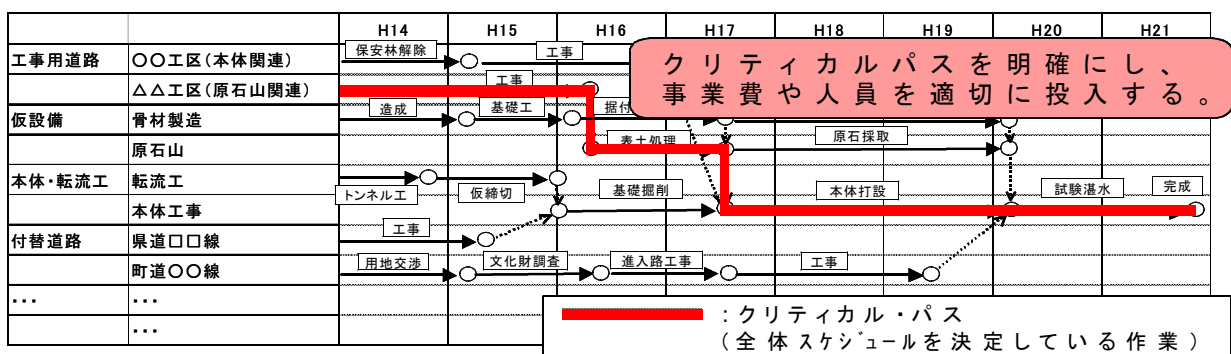 H14 H15 H16 H17 H18 H19 H20 H21
保安林解除 工事
工事用道路 〇〇工区(本体関連)
クリティカルパスを明確にし、
事業費や人員を適切に投入する。
工事
△△工区(原石山関連)
造成 基礎工 据付
仮設備 骨材製造
表土処理 原石採取
原石山
本体・転流工 転流工
トンネル工 仮締切 基礎掘削 本体打設 試験湛水 完成
本体工事
工事
付替道路 県道□□線
用地交渉 文化財調査 進入路工事 工事
町道〇〇線
・・・ ・・・
・・・
:クリティカル・パス
(全体スケジュールを決定している作業)